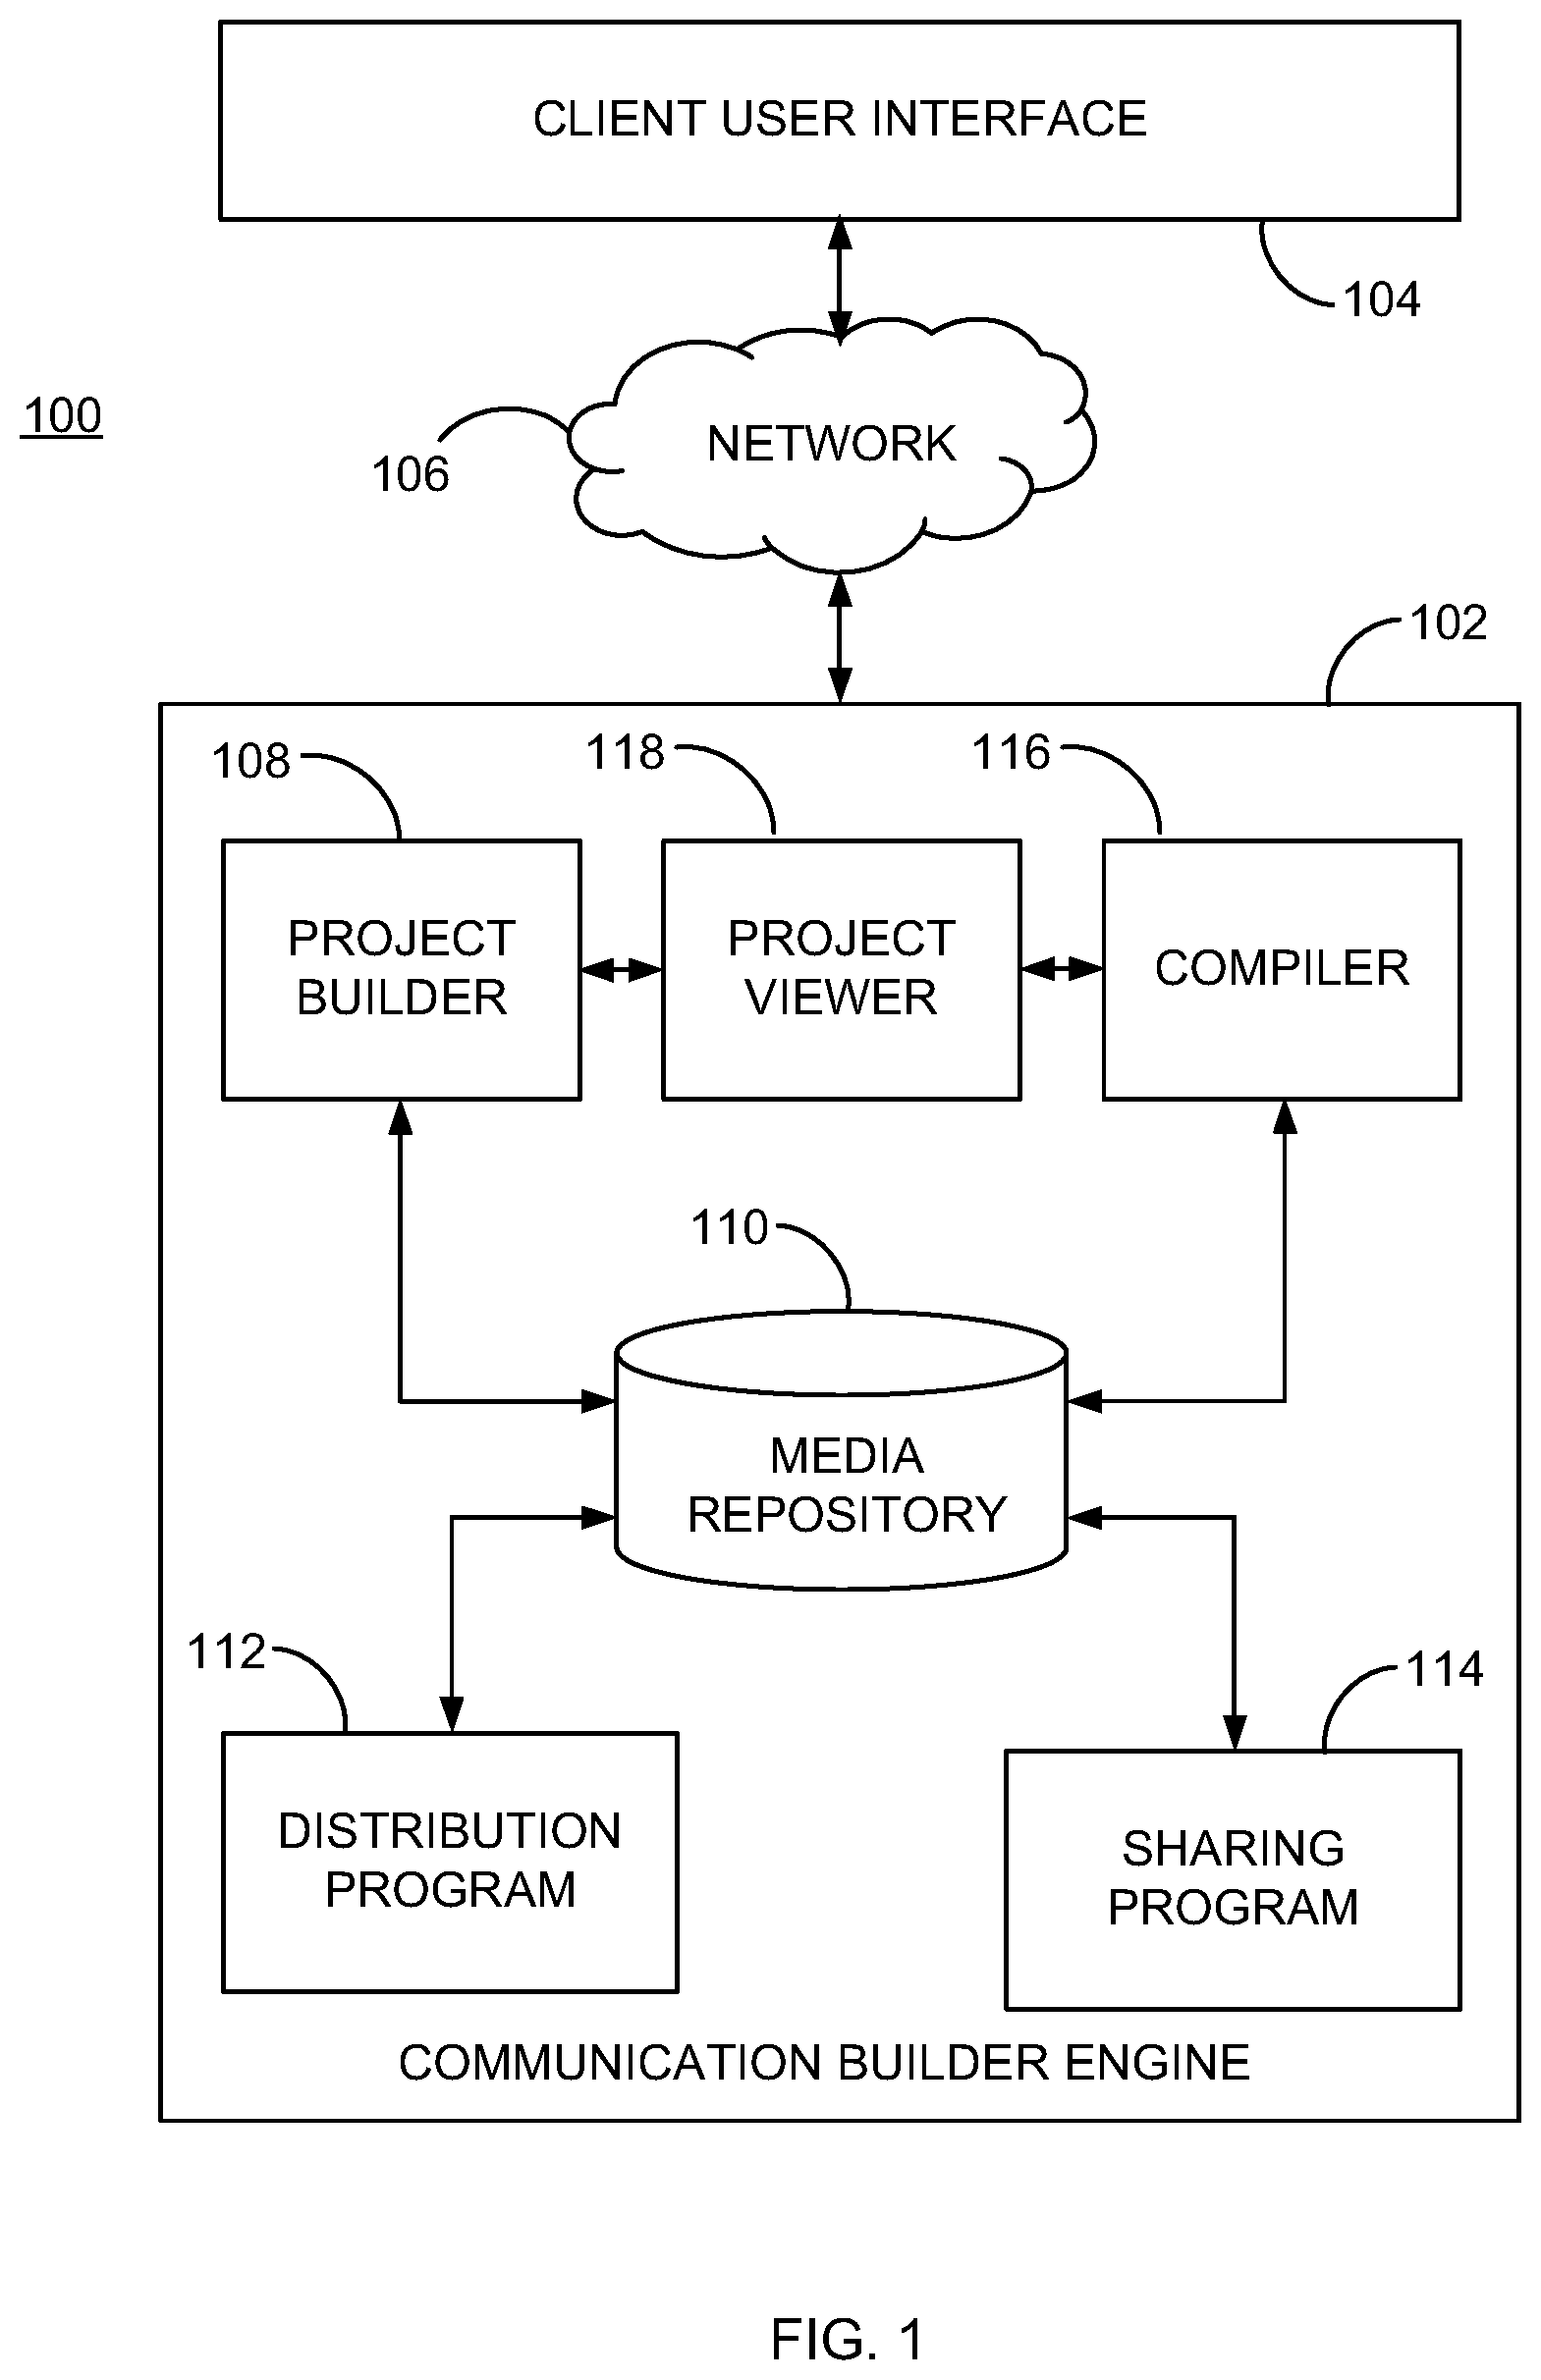 CLIENT USER INTERFACE
104
100
NETWORK
106
102
108
118
116
PROJECT
BUILDER
PROJECT
VIEWER
COMPILER
110
MEDIA
REPOSITORY
112
114
DISTRIBUTION
PROGRAM
SHARING
PROGRAM
COMMUNICATION BUILDER ENGINE
FIG. 1